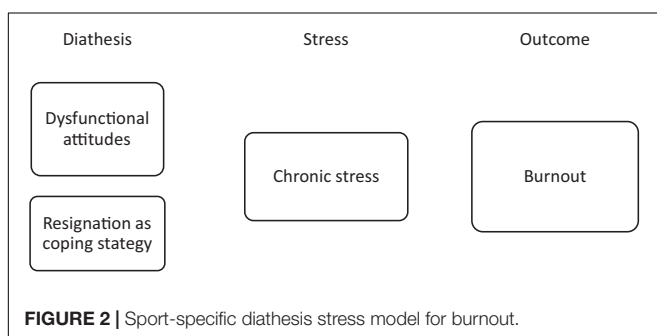 Diathesis Stress Outcome
Dysfunctional
attitudes
Chronic stress
Burnout
Resignation as
coping stategy
FIGURE 2 | Sport-specific diathesis stress model for burnout.